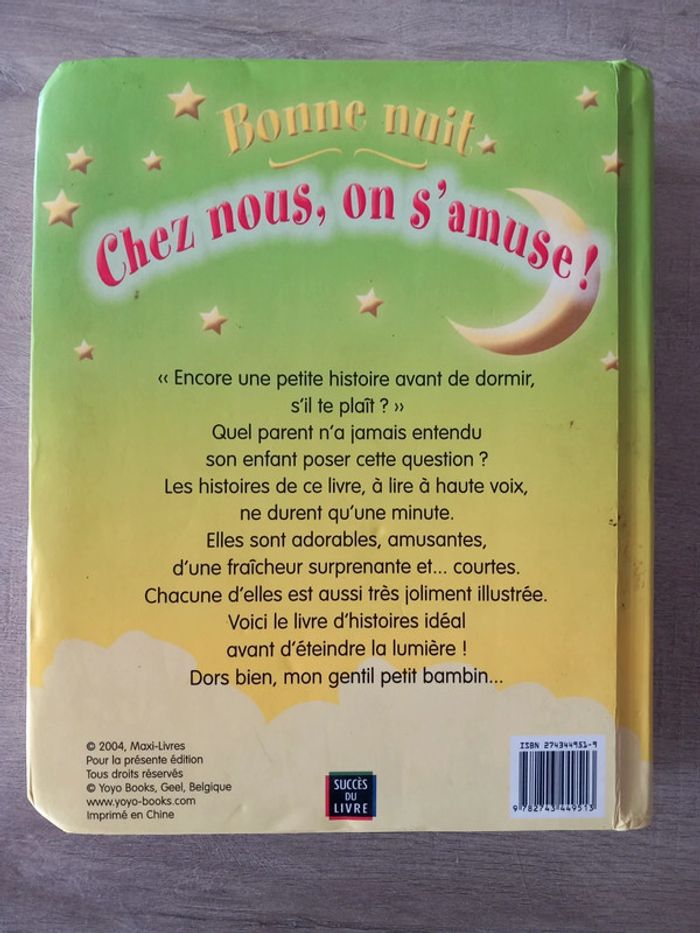 Bonne nuit
Chez nous, on s'amuse !
‹‹ Encore une petite histoire avant de dormir,
s'il te plaît ? ››
Quel parent n'a jamais entendu
son enfant poser cette question ?
Les histoires de ce livre, à lire à haute voix,
ne durent qu'une minute.
Elles sont adorables, amusantes,
d'une fraîcheur surprenante et... courtes.
Chacune d'elles est aussi très joliment illustrée.
Voici le livre d'histoires idéal
avant d'éteindre la lumière !
Dors bien, mon gentil petit bambin...
© 2004, Maxi-Livres
Pour la présente édition
Tous droits réservés
© Yoyo Books, Geel, Belgique
www.yoyo-books.com
Imprimé en Chine
SUCCÈS
DU
LIVRE
ISBN 274344951-9
9 782743 449513